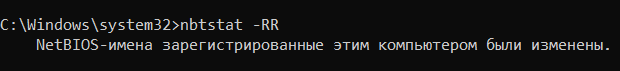 C:\Windows\system32>nbtstat -RR
NetBIOS-имена зарегистрированные этим компьютером были изменены.